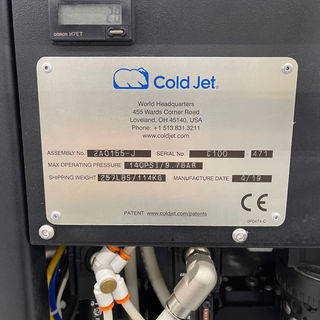 omron H7ET
Cold Jet®
World Headquarters
455 Wards Corner Road
Loveland, OH 45140, USA
Phone: +1 513.831.3211
www.coldjet.com
ASSEMBLY No. 2A0155-J SERIAL No. C100 471
MAX OPERATING PRESSURE 140PSI/9.7BAR
SHIPPING WEIGHT 257LBS/114KG MANUFACTURE DATE 4/19
CE
PATENT www.coldjet.com/patents